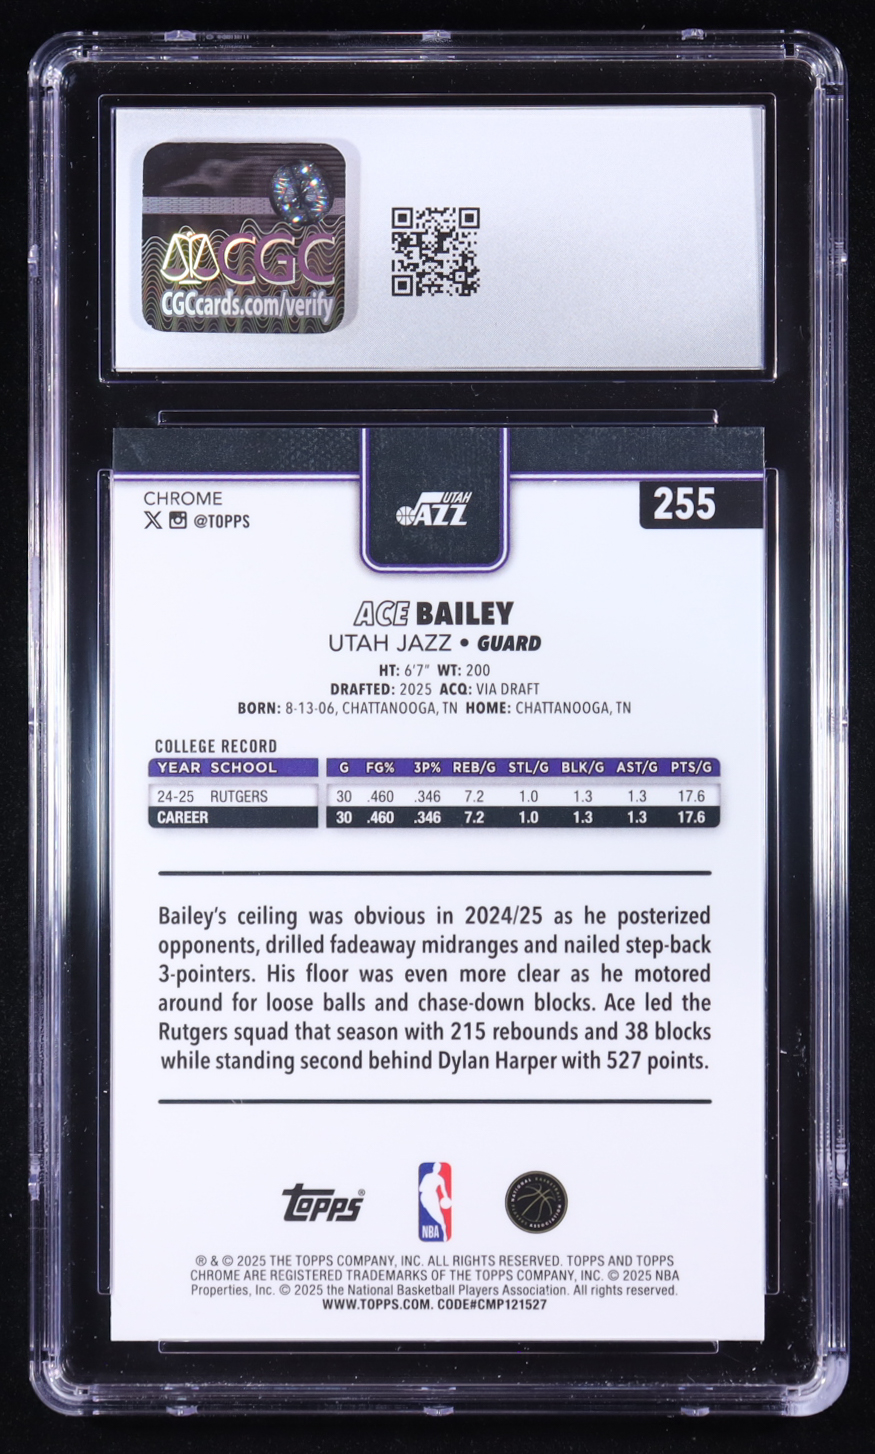 CGC
CGCcards.com/verify
CHROME
@TOPPS
UTAH
JAZZ
255
ACE BAILEY
UTAH JAZZ • GUARD
HT: 6'7" WT: 200
DRAFTED: 2025 ACQ: VIA DRAFT
BORN: 8-13-06, CHATTANOOGA, TN HOME: CHATTANOOGA, TN
COLLEGE RECORD
YEAR SCHOOL G FG% 3P% REB/G STL/G BLK/G AST/G PTS/G
24-25 RUTGERS 30 .460 .346 7.2 1.0 1.3 1.3 17.6
CAREER 30 .460 .346 7.2 1.0 1.3 1.3 17.6
Bailey's ceiling was obvious in 2024/25 as he posterized
opponents, drilled fadeaway midranges and nailed step-back
3-pointers. His floor was even more clear as he motored
around for loose balls and chase-down blocks. Ace led the
Rutgers squad that season with 215 rebounds and 38 blocks
while standing second behind Dylan Harper with 527 points.
Topps®
NBA
NATIONAL BASKETBALL PLAYERS ASSOCIATION
® & © 2025 THE TOPPS COMPANY, INC. ALL RIGHTS RESERVED. TOPPS AND TOPPS
CHROME ARE REGISTERED TRADEMARKS OF THE TOPPS COMPANY, INC. © 2025 NBA
Properties, Inc. © 2025 the National Basketball Players Association. All rights reserved.
WWW.TOPPS.COM. CODE#CMP121527